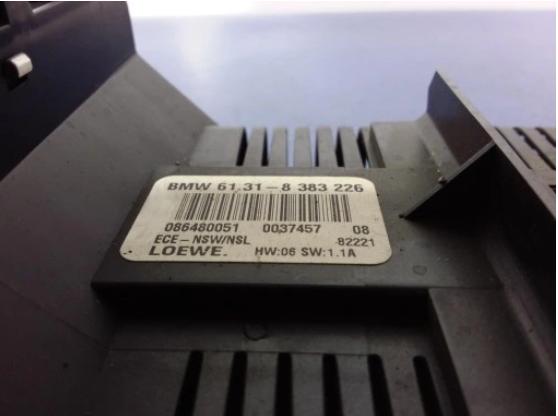 BMW 61.31-8 383 226
086480051 0037457 08
ECE-NSW/NSL 82221
LOEWE. HW:06 SW:1.1A